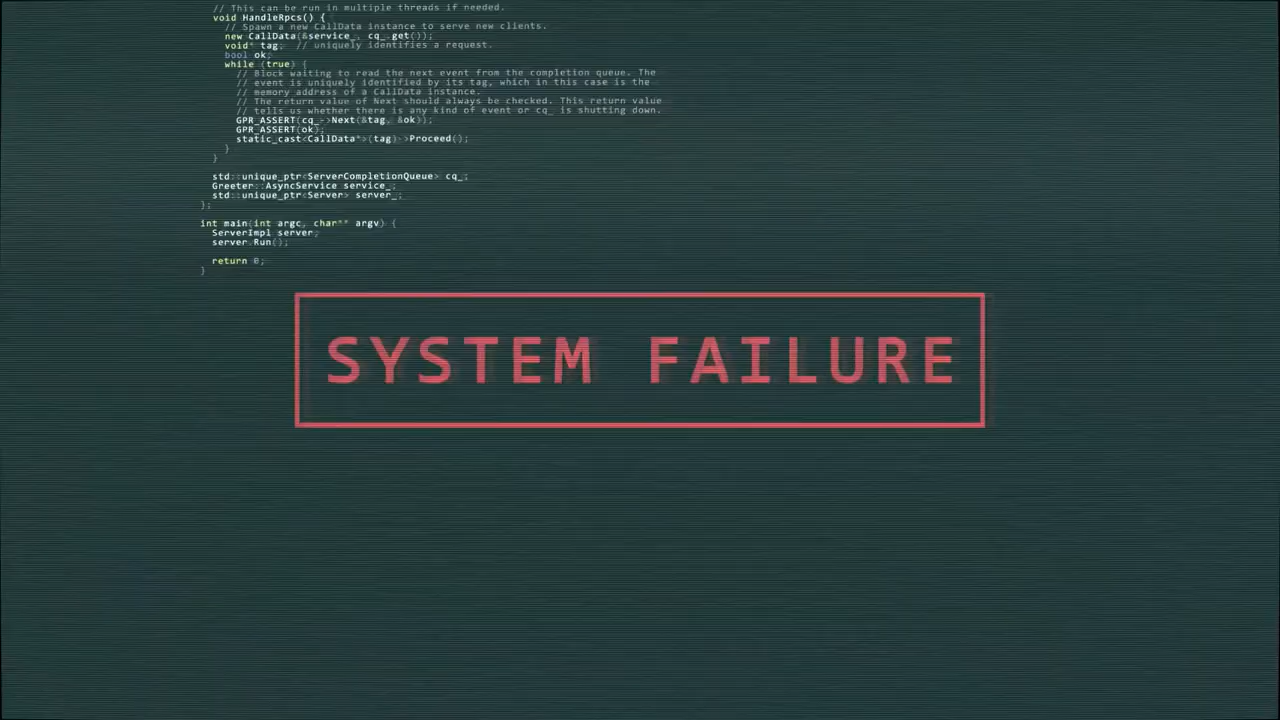 // This can be run in multiple threads if needed.
void HandleRpcs() {
// Spawn a new CallData instance to serve new clients.
new CallData(&service_, cq_.get());
void* tag;  // uniquely identifies a request.
bool ok;
while (true) {
// Block waiting to read the next event from the completion queue. The
// event is uniquely identified by its tag, which in this case is the
// memory address of a CallData instance.
// The return value of Next should always be checked. This return value
// tells us whether there is any kind of event or cq_ is shutting down.
GPR_ASSERT(cq_->Next(&tag, &ok));
GPR_ASSERT(ok);
static_cast<CallData*>(tag)->Proceed();
}
}
std::unique_ptr<ServerCompletionQueue> cq_;
Greeter::AsyncService service_;
std::unique_ptr<Server> server_;
};
int main(int argc, char** argv) {
ServerImpl server;
server.Run();
return 0;
}
SYSTEM FAILURE